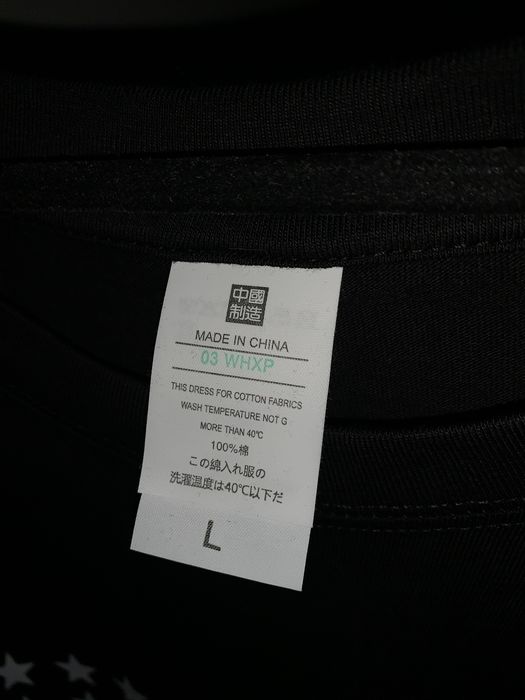 中國
制造
MADE IN CHINA
03 WHXP
THIS DRESS FOR COTTON FABRICS
WASH TEMPERATURE NOT G
MORE THAN 40℃
100%棉
この綿入れ服の
洗濯温度は40℃以下だ
L